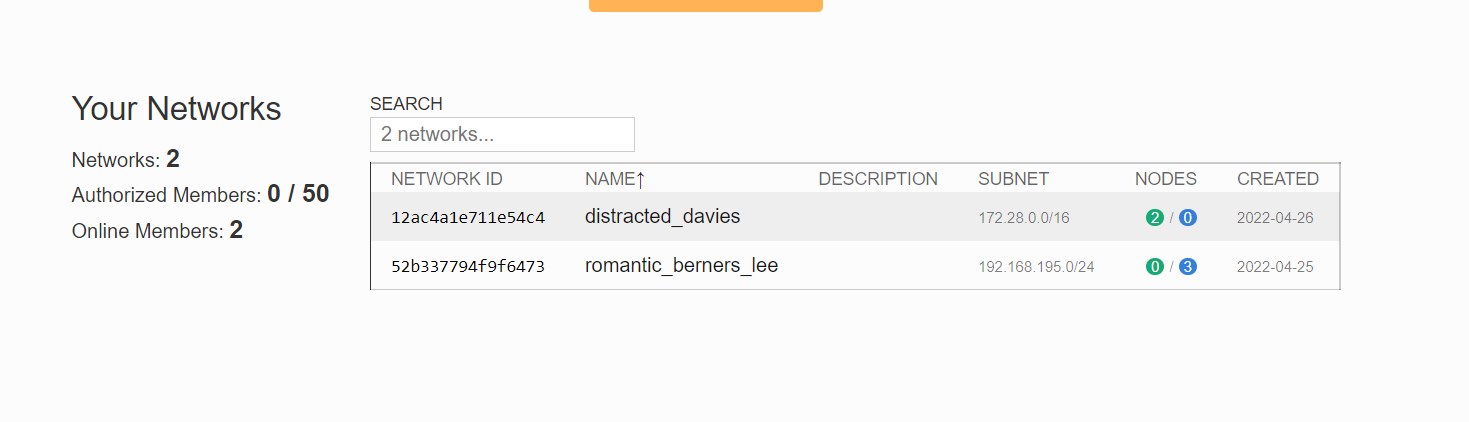 Your Networks
Networks: 2
Authorized Members: 0 / 50
Online Members: 2
SEARCH
2 networks...
NETWORK ID NAME↑ DESCRIPTION SUBNET NODES CREATED
12ac4a1e711e54c4 distracted_davies 172.28.0.0/16 2 / 0 2022-04-26
52b337794f9f6473 romantic_berners_lee 192.168.195.0/24 0 / 3 2022-04-25